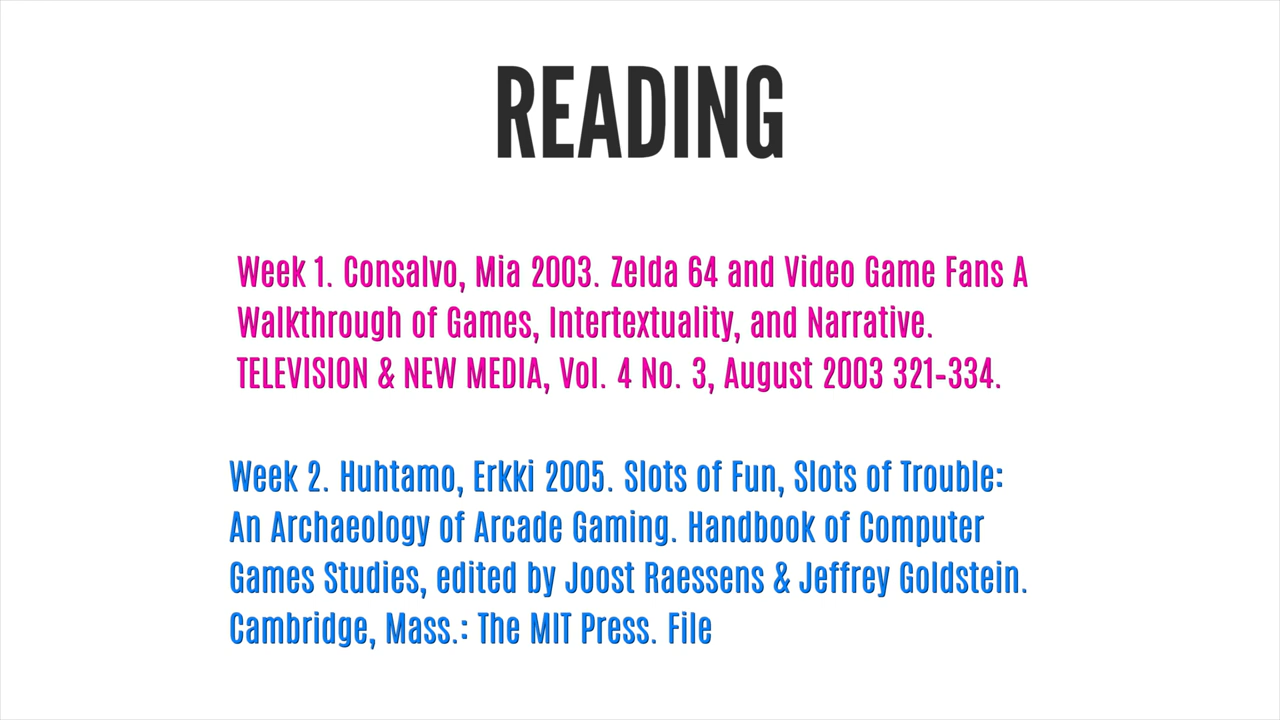 READING
Week 1. Consalvo, Mia 2003. Zelda 64 and Video Game Fans A
Walkthrough of Games, Intertextuality, and Narrative.
TELEVISION & NEW MEDIA, Vol. 4 No. 3, August 2003 321–334.
Week 2. Huhtamo, Erkki 2005. Slots of Fun, Slots of Trouble:
An Archaeology of Arcade Gaming. Handbook of Computer
Games Studies, edited by Joost Raessens & Jeffrey Goldstein.
Cambridge, Mass.: The MIT Press. File